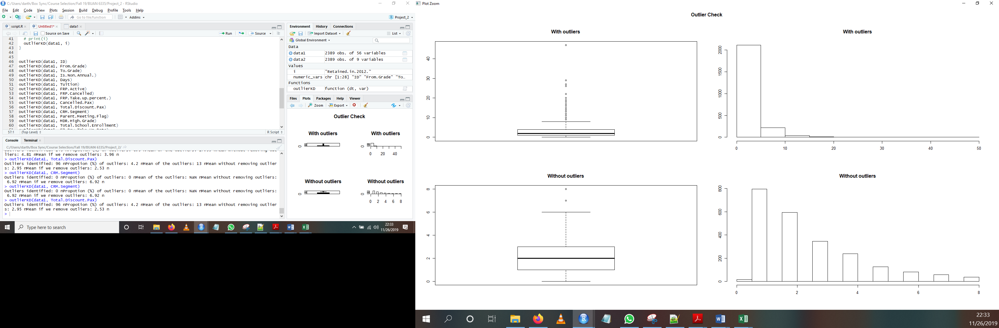 C:/Users/darth/Box Sync/Course Selection/Fall 19/BUAN 6335/Project_2 - RStudio
File Edit Code View Plots Session Build Debug Profile Tools Help
Go to file/function Addins Project_2
script.R Untitled1* data1
Source on Save Run Source
41 # print(i)
42 outlierKD(data1, i)
43 }
44
45
46 outlierKD(data1, ID)
47 outlierKD(data1, From.Grade)
48 outlierKD(data1, To.Grade)
49 outlierKD(data1, Is.Non.Annual.)
50 outlierKD(data1, Days)
51 outlierKD(data1, Tuition)
52 outlierKD(data1, FRP.Active)
53 outlierKD(data1, FRP.Cancelled)
54 outlierKD(data1, FRP.Take.up.percent.)
55 outlierKD(data1, Cancelled.Pax)
56 outlierKD(data1, Total.Discount.Pax)
57 outlierKD(data1, CRM.Segment)
58 outlierKD(data1, Parent.Meeting.Flag)
59 outlierKD(data1, MDR.High.Grade)
60 outlierKD(data1, Total.School.Enrollment)
57:1 (Top Level) R Script
Console Terminal
C:/Users/darth/Box Sync/Course Selection/Fall 19/BUAN 6335/Project_2/
liers: 4.81 nMean if we remove outliers: 3.96 n
> outlierKD(data1, Total.Discount.Pax)
Outliers identified: 96 nPropotion (%) of outliers: 4.2 nMean of the outliers: 13 nMean without removing outlier
s: 2.95 nMean if we remove outliers: 2.53 n
> outlierKD(data1, CRM.Segment)
Outliers identified: 0 nPropotion (%) of outliers: 0 nMean of the outliers: NaN nMean without removing outliers:
6.92 nMean if we remove outliers: 6.92 n
> outlierKD(data1, CRM.Segment)
Outliers identified: 0 nPropotion (%) of outliers: 0 nMean of the outliers: NaN nMean without removing outliers:
6.92 nMean if we remove outliers: 6.92 n
> outlierKD(data1, Total.Discount.Pax)
Outliers identified: 96 nPropotion (%) of outliers: 4.2 nMean of the outliers: 13 nMean without removing outlier
s: 2.95 nMean if we remove outliers: 2.53 n
>
Environment History Connections
Import Dataset List
Global Environment
Data
data1 2389 obs. of 56 variables
data2 2389 obs. of 9 variables
Values
i "Retained.in.2012."
numeric_vars chr [1:28] "ID" "From.Grade" "To…
Functions
outlierKD function (dt, var)
Files Plots Packages Help Viewer
Zoom Export
Outlier Check
With outliers With outliers
0 0
0 20 40
Without outliers Without outliers
0 0
0 2 4 6 8
Type here to search
22:33
11/26/2019
Plot Zoom
Outlier Check
With outliers
0 10 20 30 40
With outliers
0 500 1000 1500 2000
0 10 20 30 40 50
Without outliers
0 2 4 6 8
Without outliers
0 200 400 600 800
0 2 4 6 8
22:33
11/26/2019